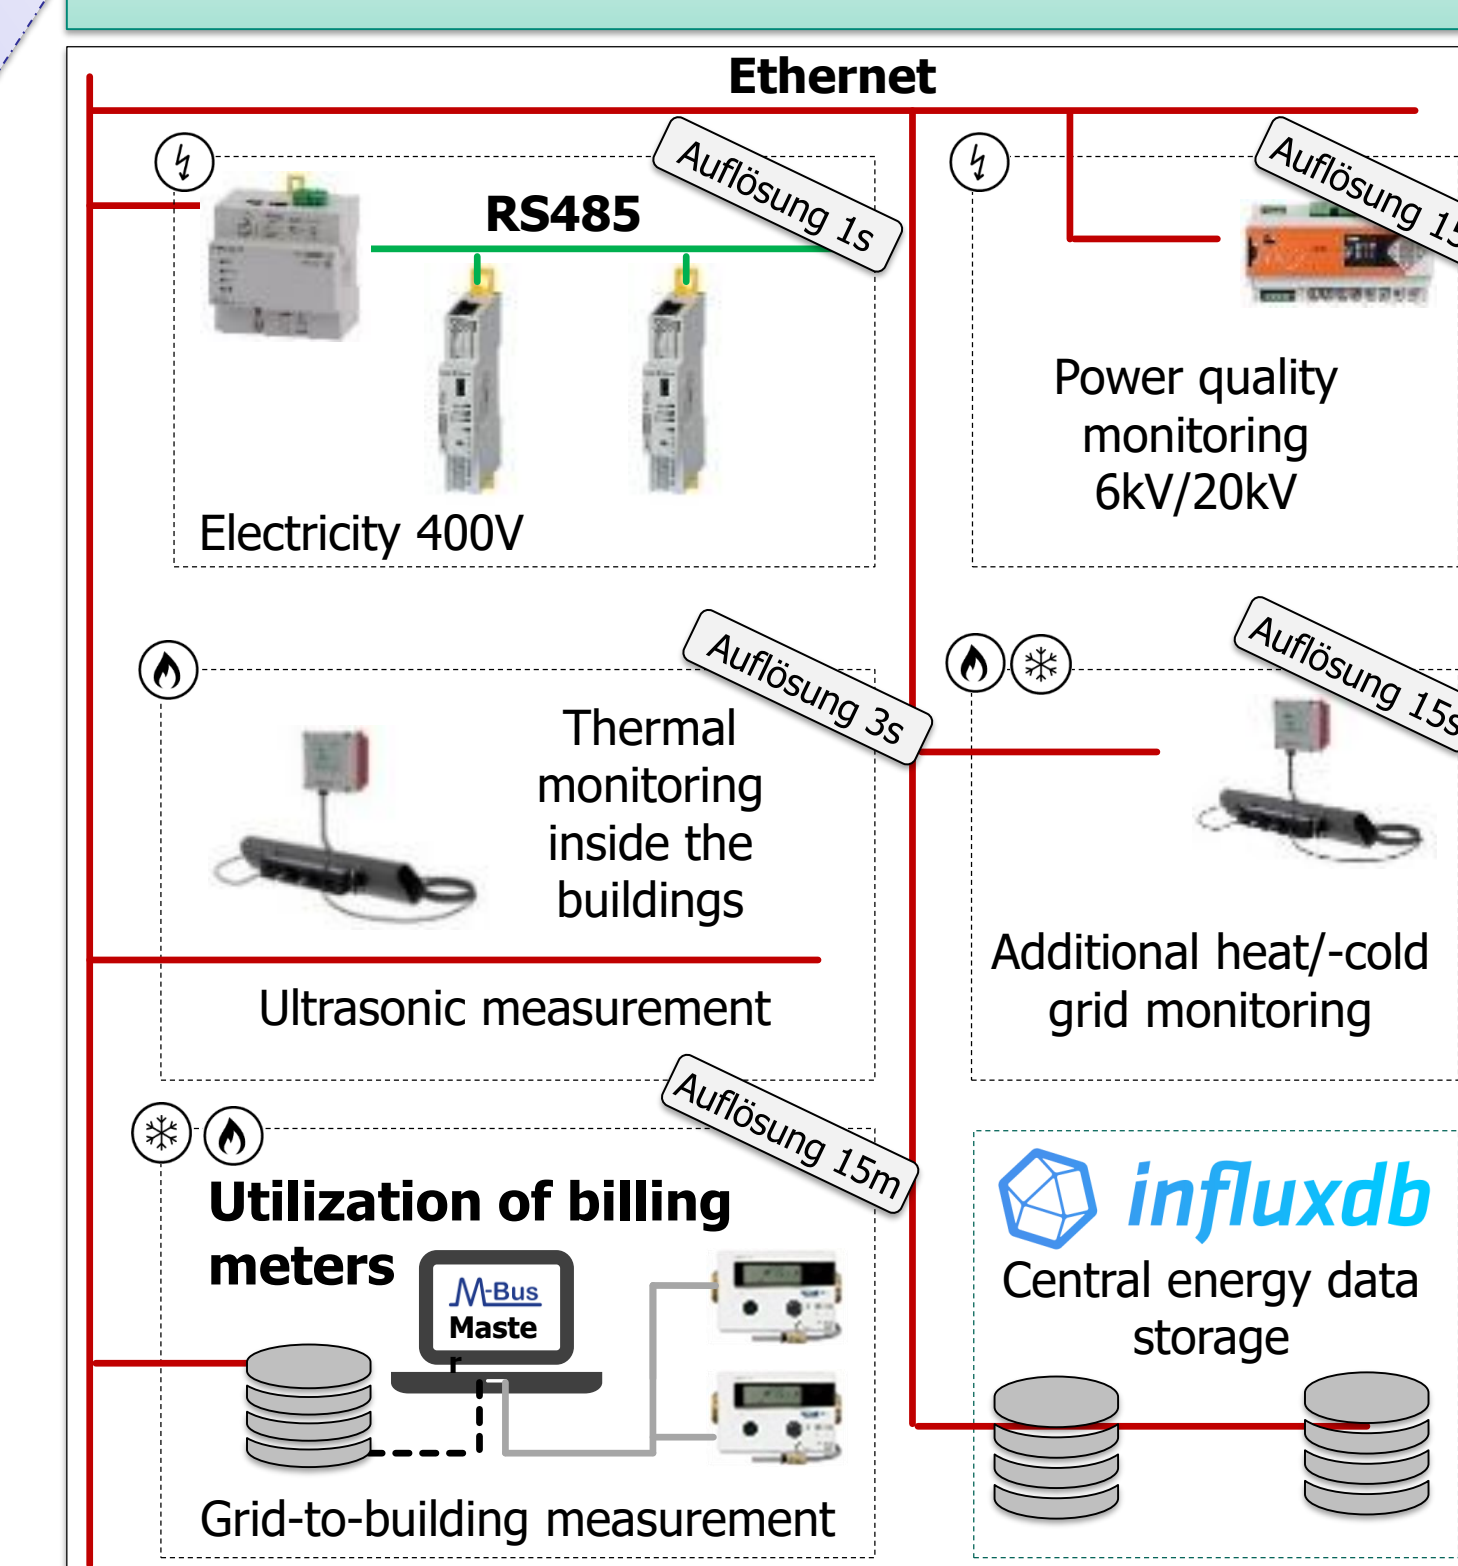 Ethernet
Auflösung 1s
RS485
Electricity 400V
Auflösung
Power quality
monitoring
6kV/20kV
Auflösung 3s
Thermal
monitoring
inside the
buildings
Ultrasonic measurement
Auflösung 15s
Additional heat/-cold
grid monitoring
Auflösung 15m
Utilization of billing
meters
M-Bus
Maste
r
Grid-to-building measurement
influxdb
Central energy data
storage